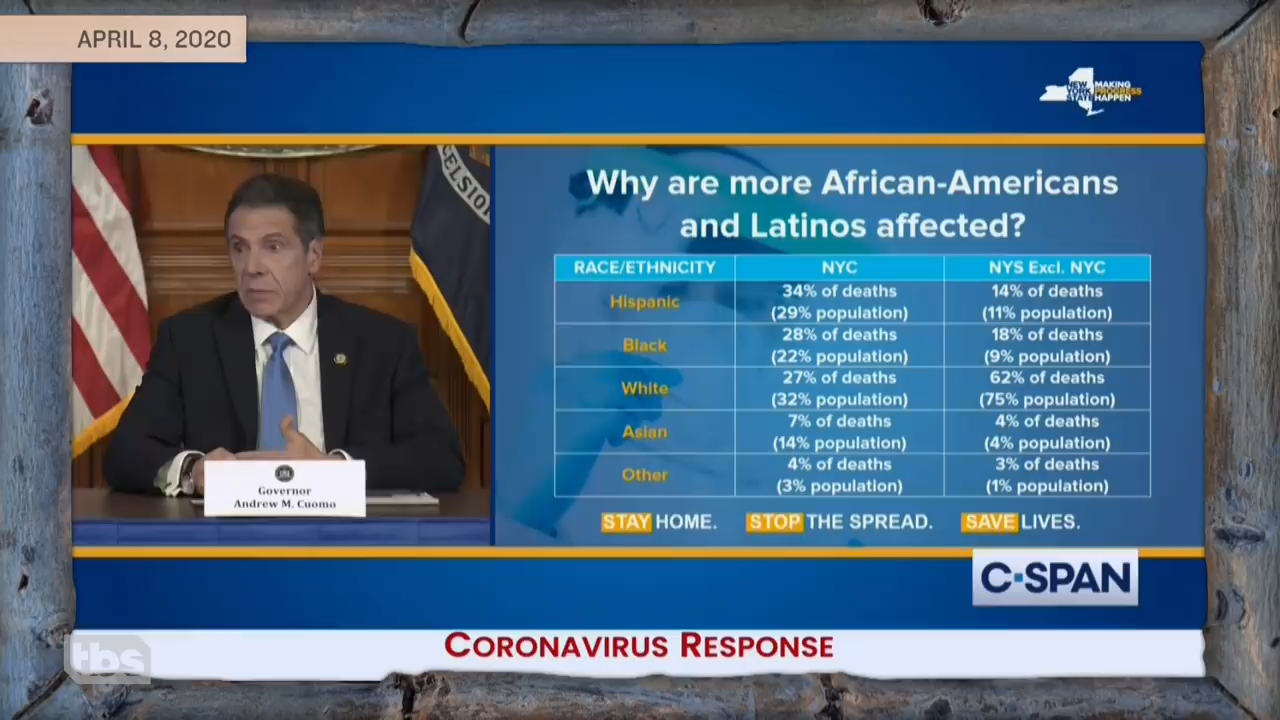 APRIL 8, 2020
NEW
YORK
STATE
MAKING
PROGRESS
HAPPEN
CELSIOR
Why are more African-Americans
and Latinos affected?
RACE/ETHNICITY NYC NYS Excl. NYC
Hispanic 34% of deaths (29% population) 14% of deaths (11% population)
Black 28% of deaths (22% population) 18% of deaths (9% population)
White 27% of deaths (32% population) 62% of deaths (75% population)
Asian 7% of deaths (14% population) 4% of deaths (4% population)
Other 4% of deaths (3% population) 3% of deaths (1% population)
Governor
Andrew M. Cuomo
STAY HOME. STOP THE SPREAD. SAVE LIVES.
C-SPAN
CORONAVIRUS RESPONSE
tbs